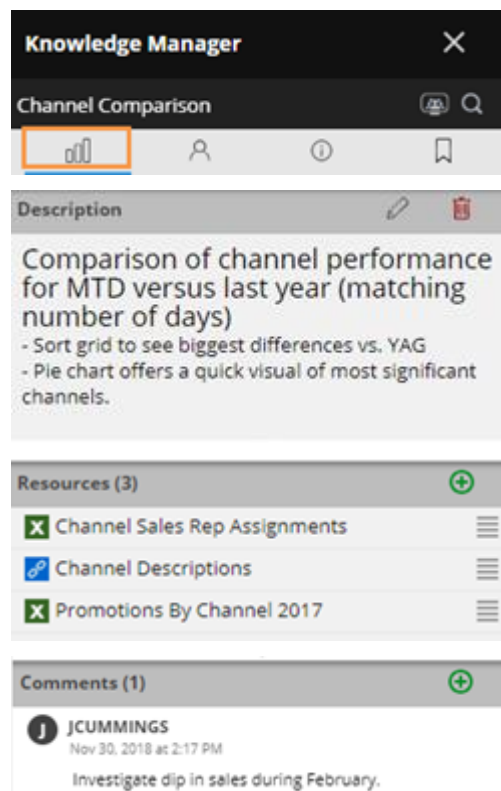 Knowledge Manager
Channel Comparison
Description
Comparison of channel performance
for MTD versus last year (matching
number of days)
- Sort grid to see biggest differences vs. YAG
- Pie chart offers a quick visual of most significant
channels.
Resources (3)
Channel Sales Rep Assignments
Channel Descriptions
Promotions By Channel 2017
Comments (1)
J JCUMMINGS
Nov 30, 2018 at 2:17 PM
Investigate dip in sales during February.